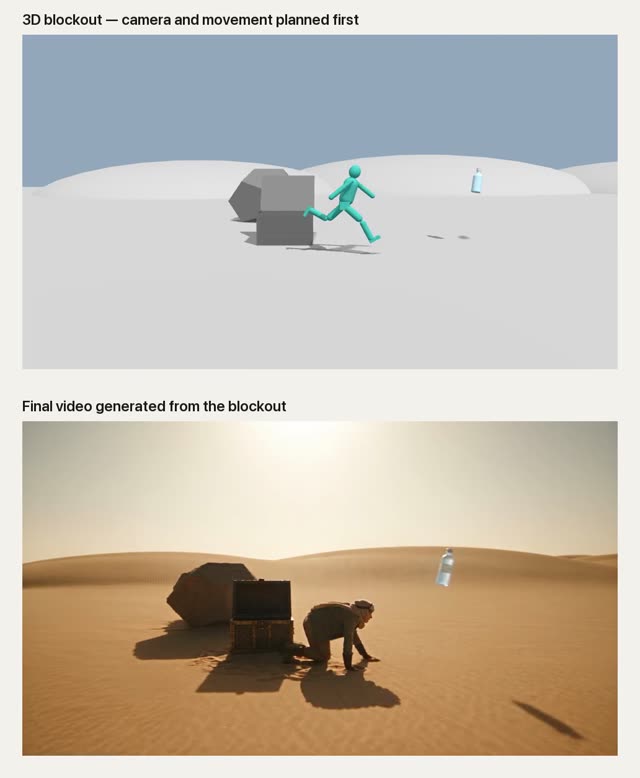 3D blockout — camera and movement planned first
Final video generated from the blockout